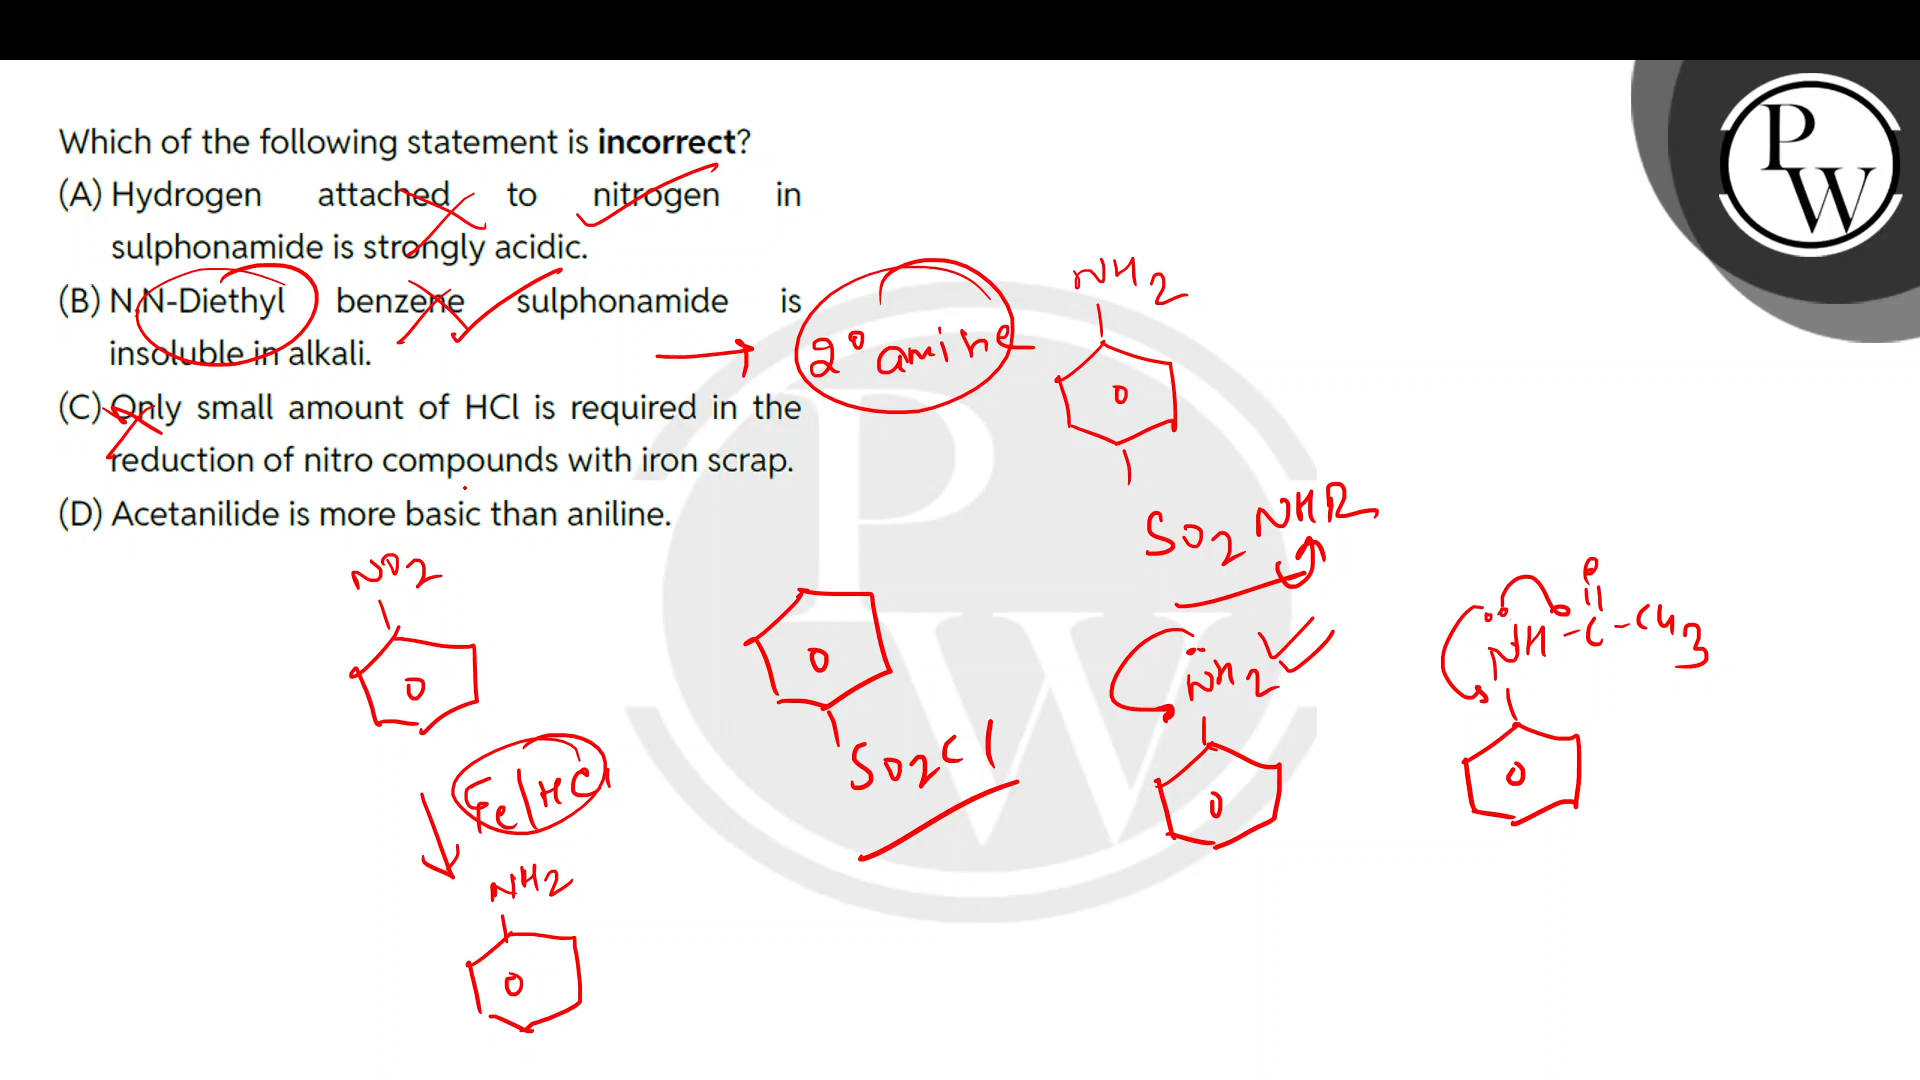 Which of the following statement is incorrect?
(A) Hydrogen attached to nitrogen in
sulphonamide is strongly acidic.
(B) N,N-Diethyl benzene sulphonamide is
insoluble in alkali.
(C) Only small amount of HCl is required in the
reduction of nitro compounds with iron scrap.
(D) Acetanilide is more basic than aniline.
2° amine
NH2
SO2NHR
NO2
Fe/HCl
NH2
SO2Cl
NH2
O
NH-C-CH3
P
W
PW